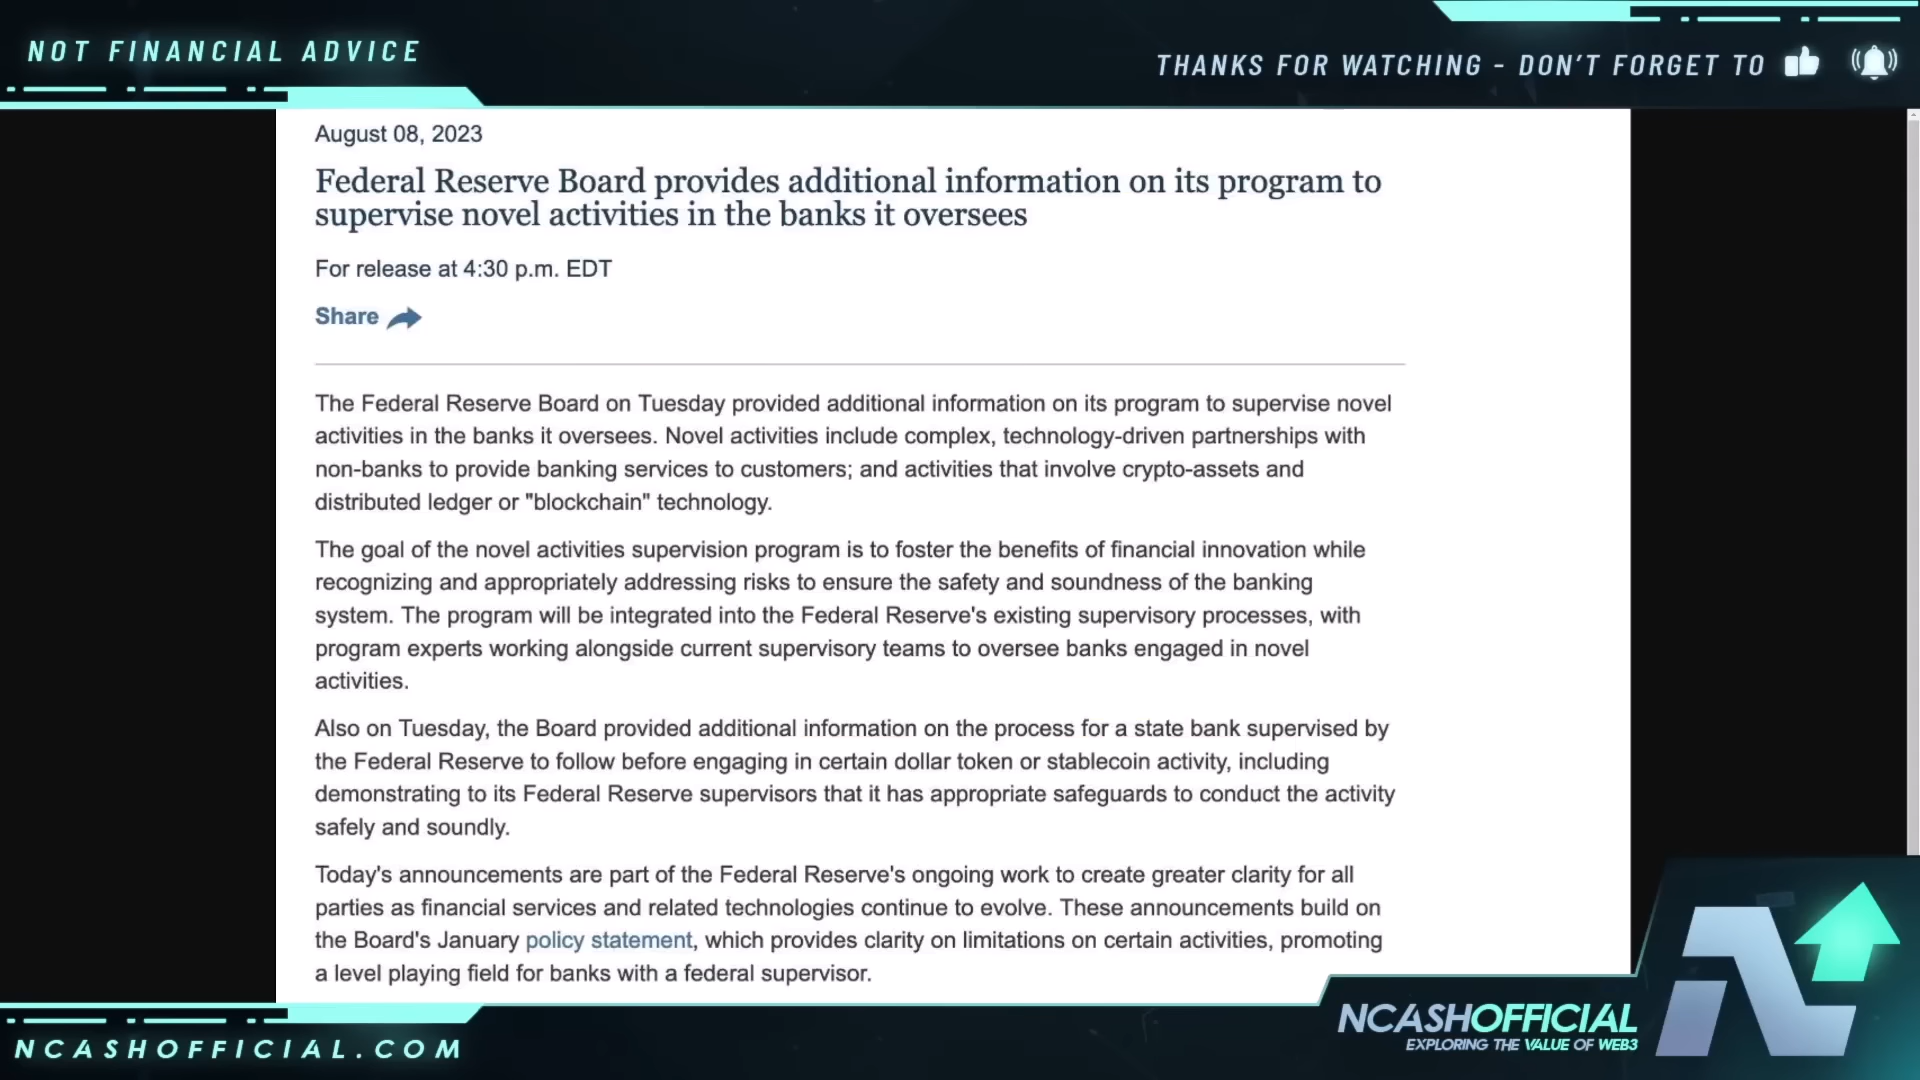 NOT FINANCIAL ADVICE
THANKS FOR WATCHING - DON'T FORGET TO
August 08, 2023
Federal Reserve Board provides additional information on its program to
supervise novel activities in the banks it oversees
For release at 4:30 p.m. EDT
Share
The Federal Reserve Board on Tuesday provided additional information on its program to supervise novel
activities in the banks it oversees. Novel activities include complex, technology-driven partnerships with
non-banks to provide banking services to customers; and activities that involve crypto-assets and
distributed ledger or "blockchain" technology.
The goal of the novel activities supervision program is to foster the benefits of financial innovation while
recognizing and appropriately addressing risks to ensure the safety and soundness of the banking
system. The program will be integrated into the Federal Reserve's existing supervisory processes, with
program experts working alongside current supervisory teams to oversee banks engaged in novel
activities.
Also on Tuesday, the Board provided additional information on the process for a state bank supervised by
the Federal Reserve to follow before engaging in certain dollar token or stablecoin activity, including
demonstrating to its Federal Reserve supervisors that it has appropriate safeguards to conduct the activity
safely and soundly.
Today's announcements are part of the Federal Reserve's ongoing work to create greater clarity for all
parties as financial services and related technologies continue to evolve. These announcements build on
the Board's January policy statement, which provides clarity on limitations on certain activities, promoting
a level playing field for banks with a federal supervisor.
NCASHOFFICIAL
EXPLORING THE VALUE OF WEB3
NCASHOFFICIAL.COM